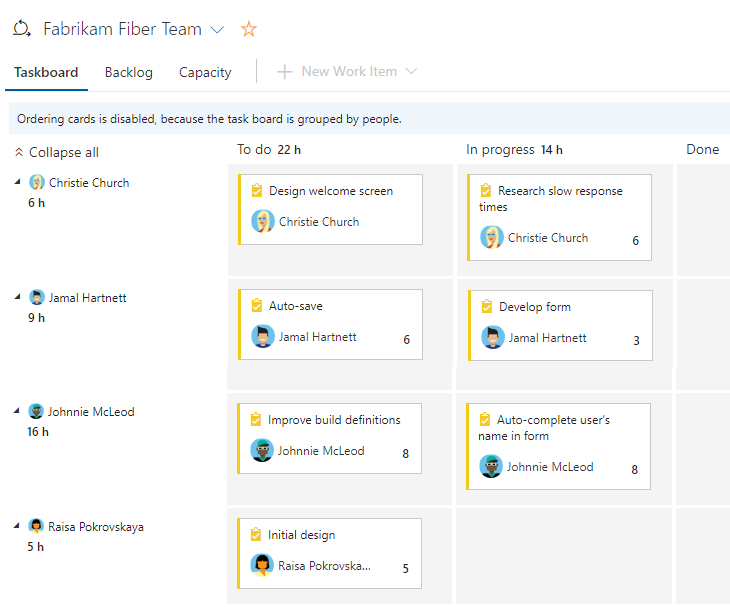 Fabrikam Fiber Team
Taskboard Backlog Capacity New Work Item
Ordering cards is disabled, because the task board is grouped by people.
Collapse all To do 22 h In progress 14 h Done
Christie Church
6 h
Design welcome screen
Christie Church
Research slow response
times
Christie Church 6
Jamal Hartnett
9 h
Auto-save
Jamal Hartnett 6
Develop form
Jamal Hartnett 3
Johnnie McLeod
16 h
Improve build definitions
Johnnie McLeod 8
Auto-complete user's
name in form
Johnnie McLeod 8
Raisa Pokrovskaya
5 h
Initial design
Raisa Pokrovska... 5